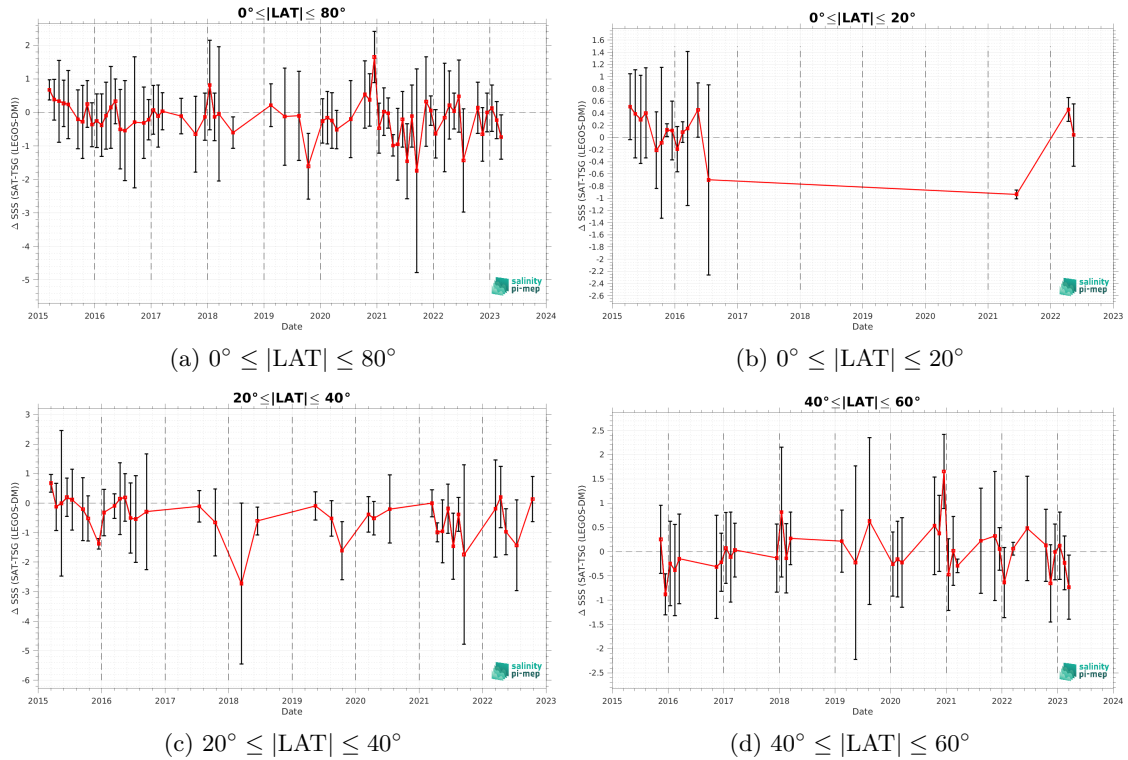 0°≤|LAT|≤ 80°
Δ SSS (SAT-TSG (LEGOS-DM))
2
1
0
-1
-2
-3
-4
-5
2015 2016 2017 2018 2019 2020 2021 2022 2023 2024
Date
salinity
pi-mep
(a) 0° ≤ |LAT| ≤ 80°
0°≤|LAT|≤ 20°
Δ SSS (SAT-TSG (LEGOS-DM))
1.6
1.4
1.2
1
0.8
0.6
0.4
0.2
0
-0.2
-0.4
-0.6
-0.8
-1
-1.2
-1.4
-1.6
-1.8
-2
-2.2
-2.4
-2.6
2015 2016 2017 2018 2019 2020 2021 2022 2023
Date
salinity
pi-mep
(b) 0° ≤ |LAT| ≤ 20°
20°≤|LAT|≤ 40°
Δ SSS (SAT-TSG (LEGOS-DM))
3
2
1
0
-1
-2
-3
-4
-5
-6
2015 2016 2017 2018 2019 2020 2021 2022 2023
Date
salinity
pi-mep
(c) 20° ≤ |LAT| ≤ 40°
40°≤|LAT|≤ 60°
Δ SSS (SAT-TSG (LEGOS-DM))
2.5
2
1.5
1
0.5
0
-0.5
-1
-1.5
-2
-2.5
2015 2016 2017 2018 2019 2020 2021 2022 2023 2024
Date
salinity
pi-mep
(d) 40° ≤ |LAT| ≤ 60°